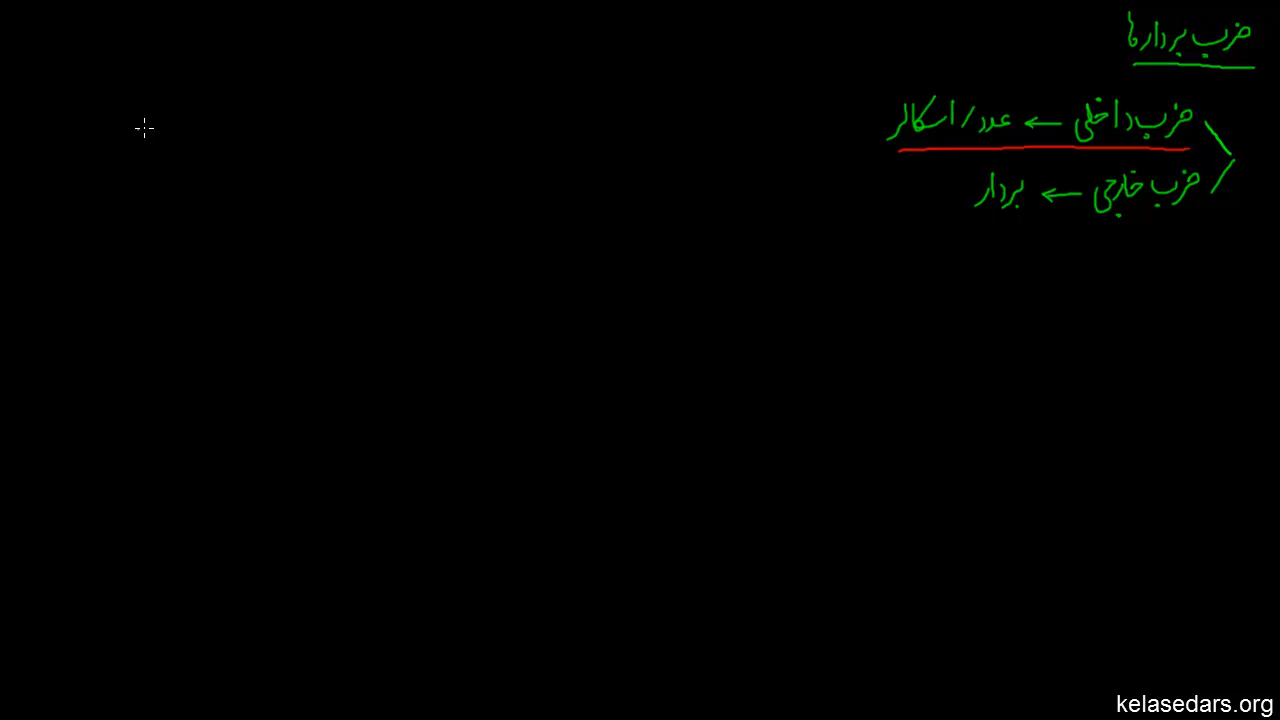 ضرب بردارها
ضرب داخلی ← عدد/اسکالر
ضرب خارجی ← بردار
kelasedars.org